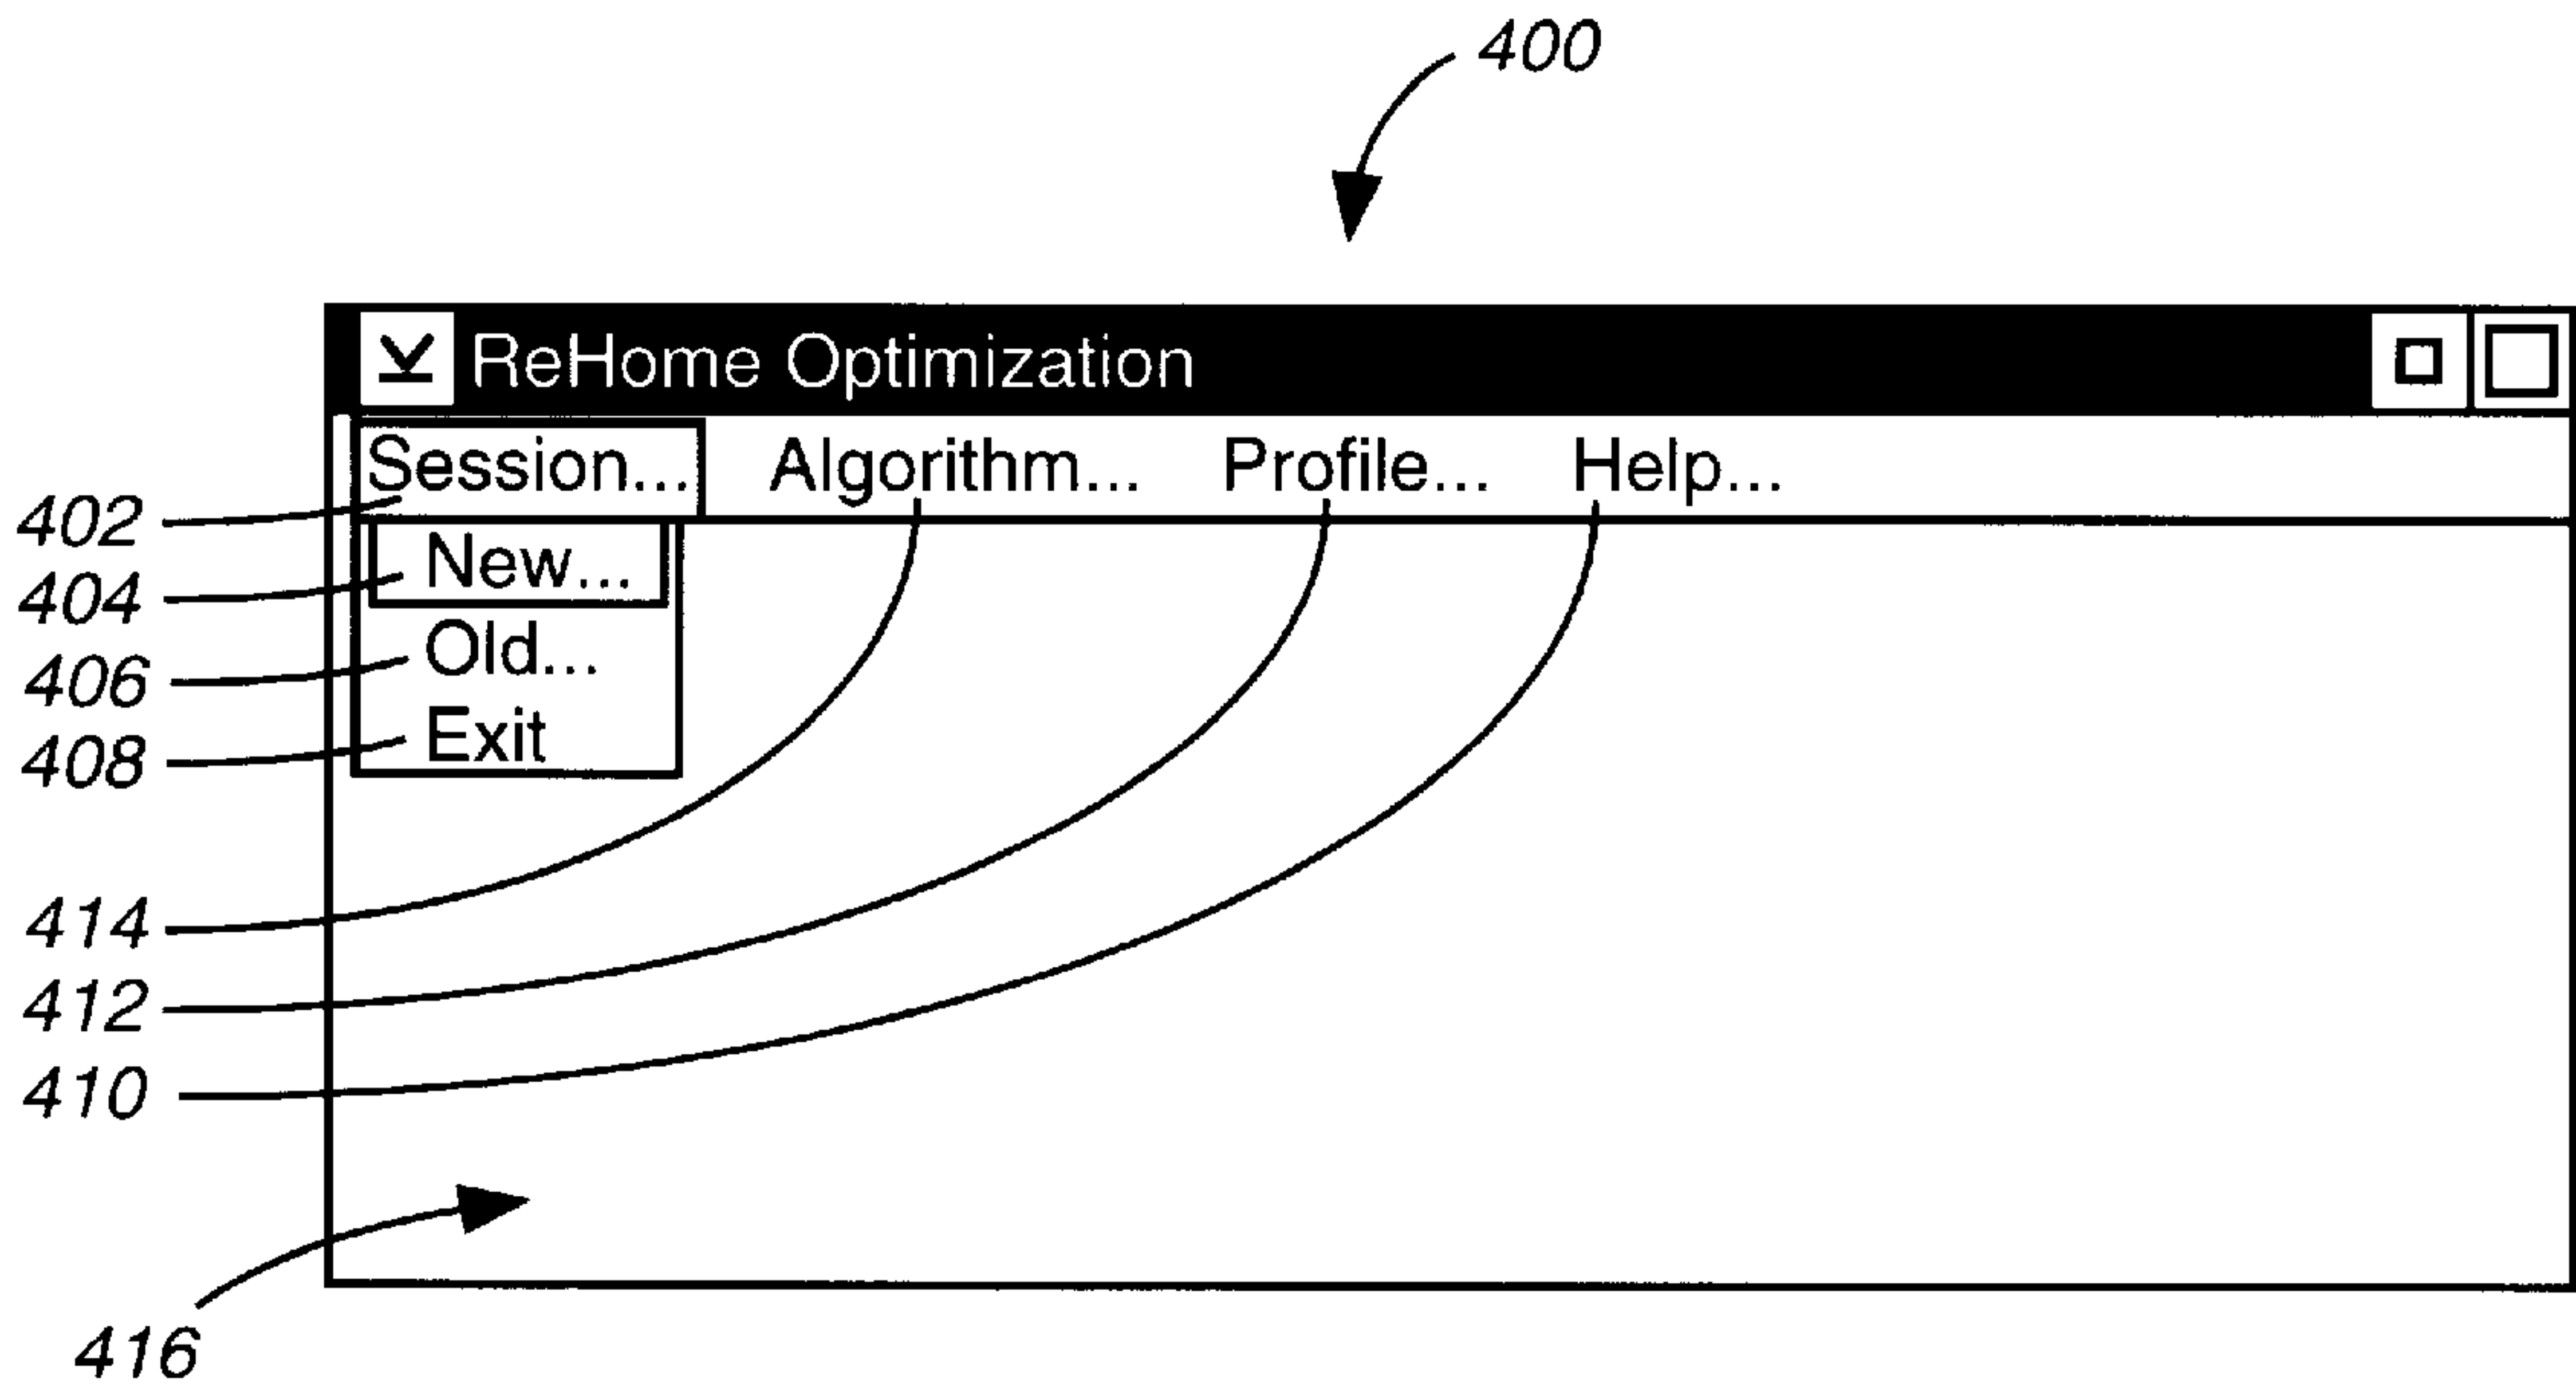 400
ReHome Optimization
Session... Algorithm... Profile... Help...
402
New...
404
Old...
406
Exit
408
414
412
410
416